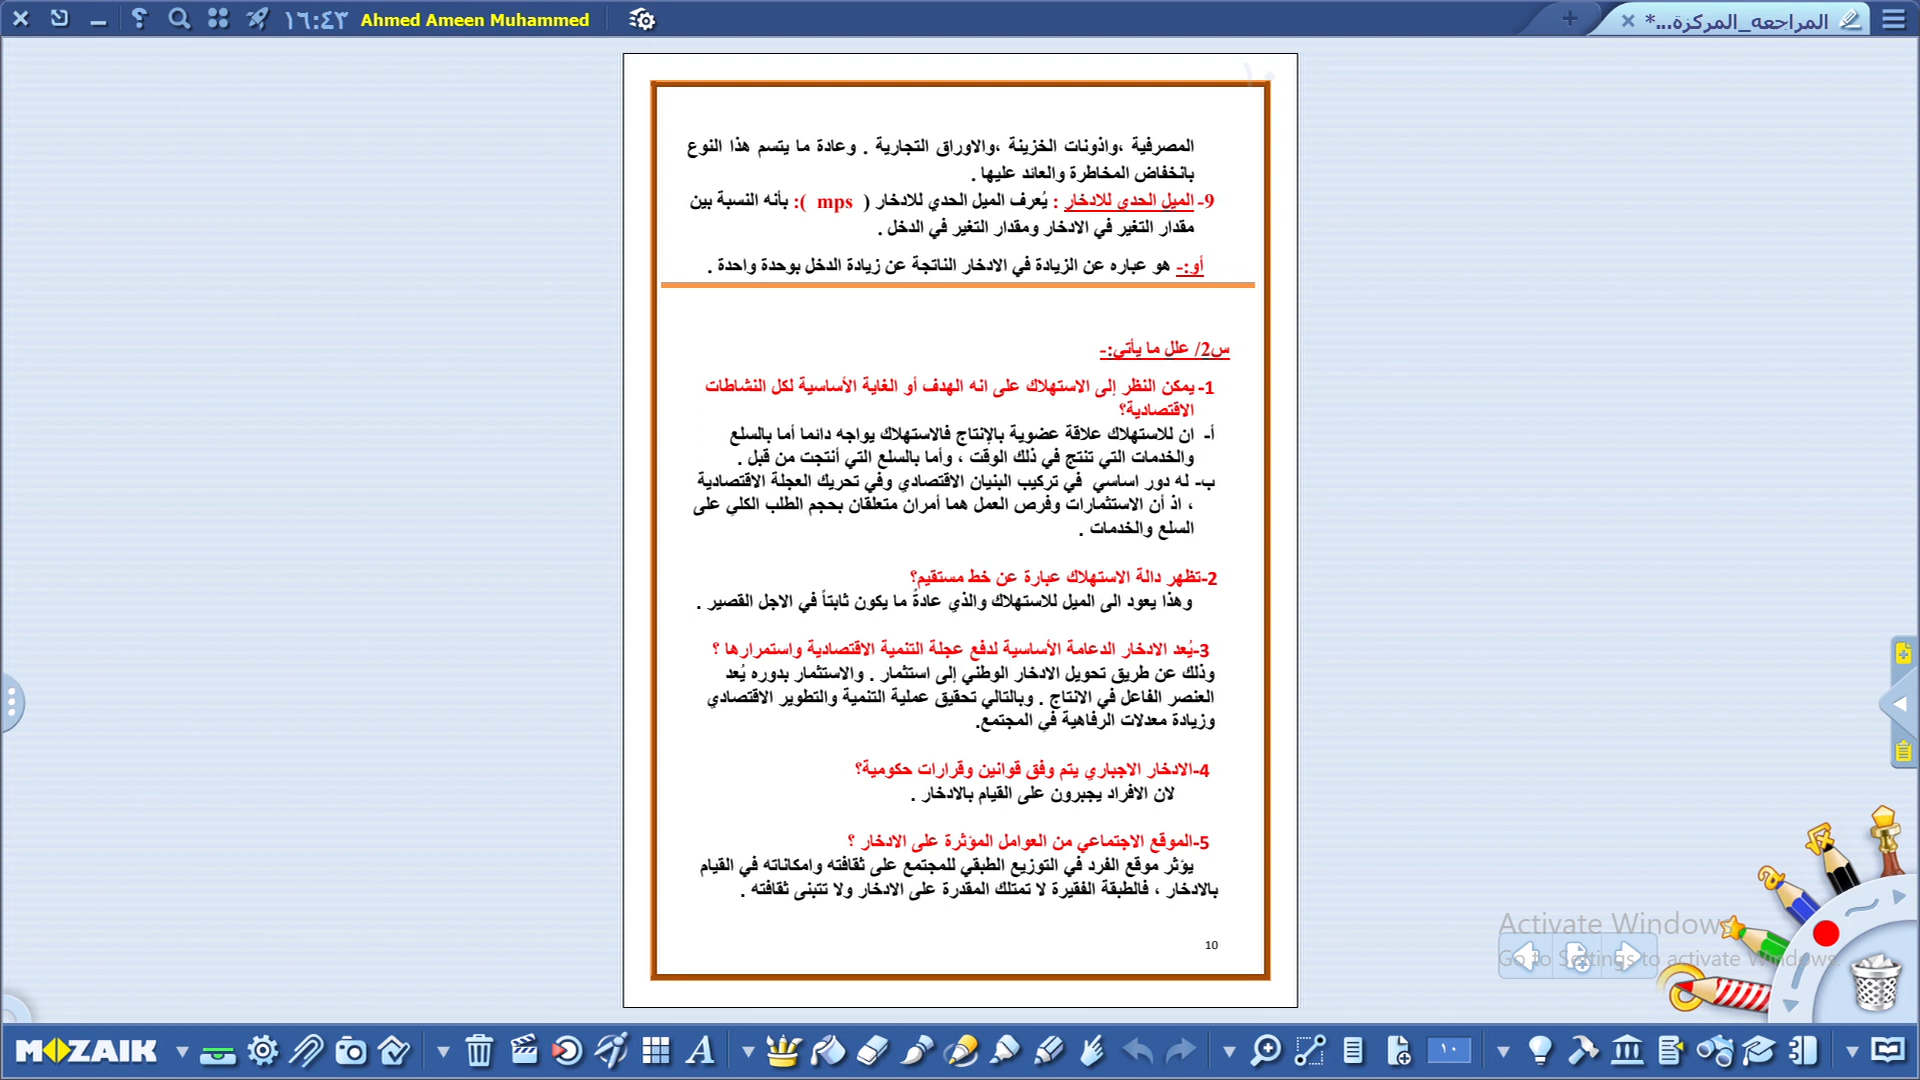 ١٦:٤٣ Ahmed Ameen Muhammed
المراجعه_المركزة...*
المصرفية ،واذونات الخزينة ،والاوراق التجارية . وعادة ما يتسم هذا النوع
بانخفاض المخاطرة والعائد عليها .
9- الميل الحدي للادخار : يُعرف الميل الحدي للادخار ( mps ): بأنه النسبة بين
مقدار التغير في الادخار ومقدار التغير في الدخل .
أو:- هو عباره عن الزيادة في الادخار الناتجة عن زيادة الدخل بوحدة واحدة .
س2/ علل ما يأتي:-
1- يمكن النظر إلى الاستهلاك على انه الهدف أو الغاية الأساسية لكل النشاطات
الاقتصادية؟
أ- ان للاستهلاك علاقة عضوية بالإنتاج فالاستهلاك يواجه دائما أما بالسلع
والخدمات التي تنتج في ذلك الوقت ، وأما بالسلع التي أنتجت من قبل .
ب- له دور اساسي في تركيب البنيان الاقتصادي وفي تحريك العجلة الاقتصادية
، اذ أن الاستثمارات وفرص العمل هما أمران متعلقان بحجم الطلب الكلي على
السلع والخدمات .
2-تظهر دالة الاستهلاك عبارة عن خط مستقيم؟
وهذا يعود الى الميل للاستهلاك والذي عادةً ما يكون ثابتاً في الاجل القصير .
3-يُعد الادخار الدعامة الأساسية لدفع عجلة التنمية الاقتصادية واستمرارها ؟
وذلك عن طريق تحويل الادخار الوطني إلى استثمار . والاستثمار بدوره يُعد
العنصر الفاعل في الانتاج . وبالتالي تحقيق عملية التنمية والتطوير الاقتصادي
وزيادة معدلات الرفاهية في المجتمع.
4-الادخار الاجباري يتم وفق قوانين وقرارات حكومية؟
لان الافراد يجبرون على القيام بالادخار .
5-الموقع الاجتماعي من العوامل المؤثرة على الادخار ؟
يؤثر موقع الفرد في التوزيع الطبقي للمجتمع على ثقافته وامكاناته في القيام
بالادخار ، فالطبقة الفقيرة لا تمتلك المقدرة على الادخار ولا تتبنى ثقافته .
10
Activate Windows
Go to Settings to activate Windows.
MOZAIK
١٠